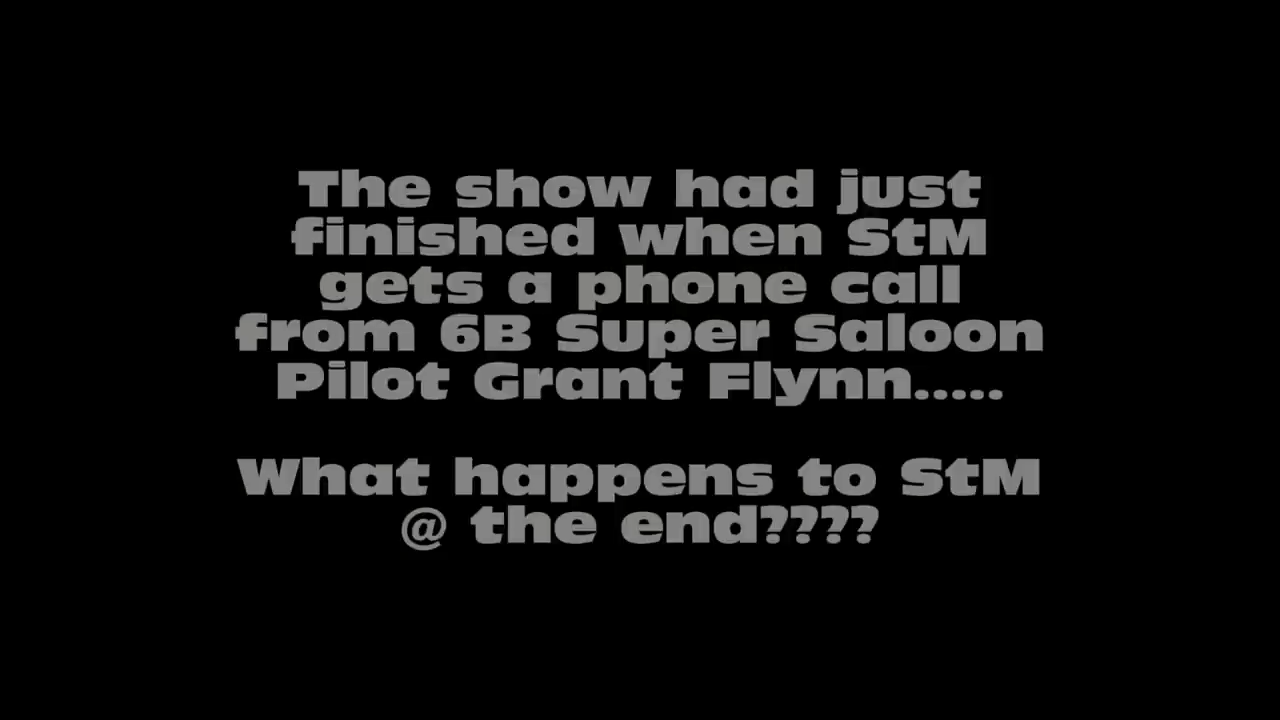 The show had just
finished when StM
gets a phone call
from 6B Super Saloon
Pilot Grant Flynn.....
What happens to StM
@ the end????